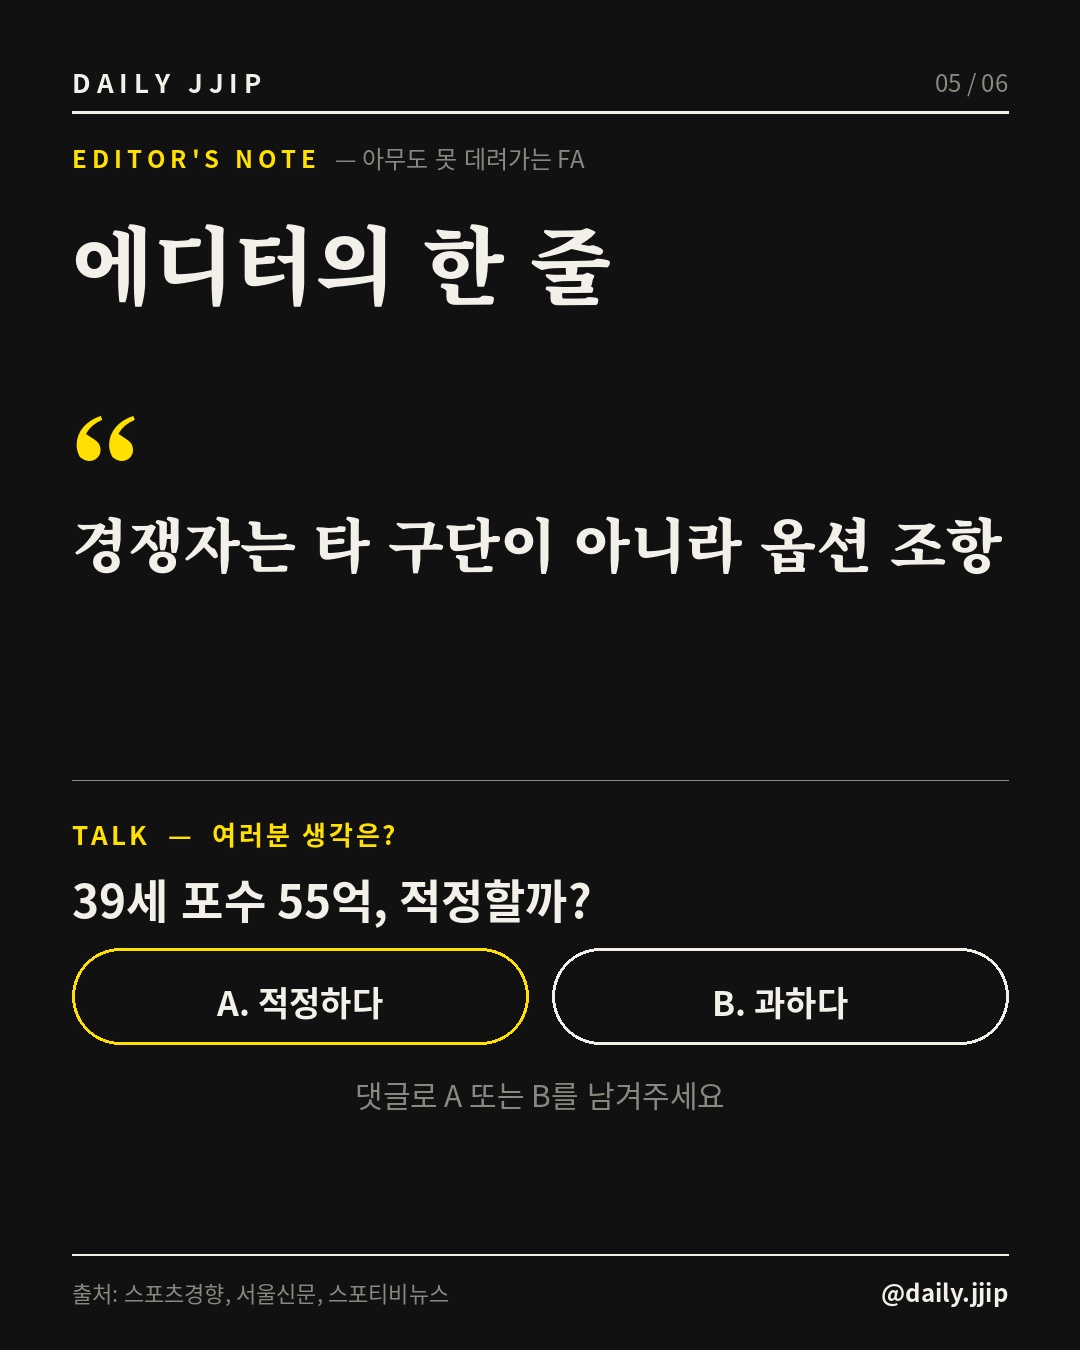 DAILY JJIP
05 / 06
EDITOR'S NOTE — 아무도 못 데려가는 FA
에디터의 한 줄
“
경쟁자는 타 구단이 아니라 옵션 조항
TALK — 여러분 생각은?
39세 포수 55억, 적정할까?
A. 적정하다
B. 과하다
댓글로 A 또는 B를 남겨주세요
출처: 스포츠경향, 서울신문, 스포티비뉴스
@daily.jjip